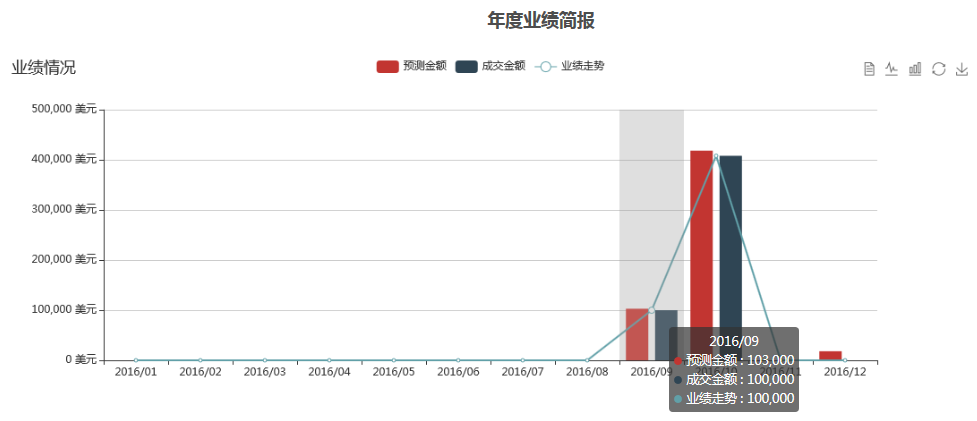 年度业绩简报
业绩情况
预测金额 成交金额 业绩走势
500,000 美元
400,000 美元
300,000 美元
200,000 美元
100,000 美元
0 美元
2016/01 2016/02 2016/03 2016/04 2016/05 2016/06 2016/07 2016/08 2016/09 2016/10 2016/11 2016/12
2016/09
预测金额 : 103,000
成交金额 : 100,000
业绩走势 : 100,000